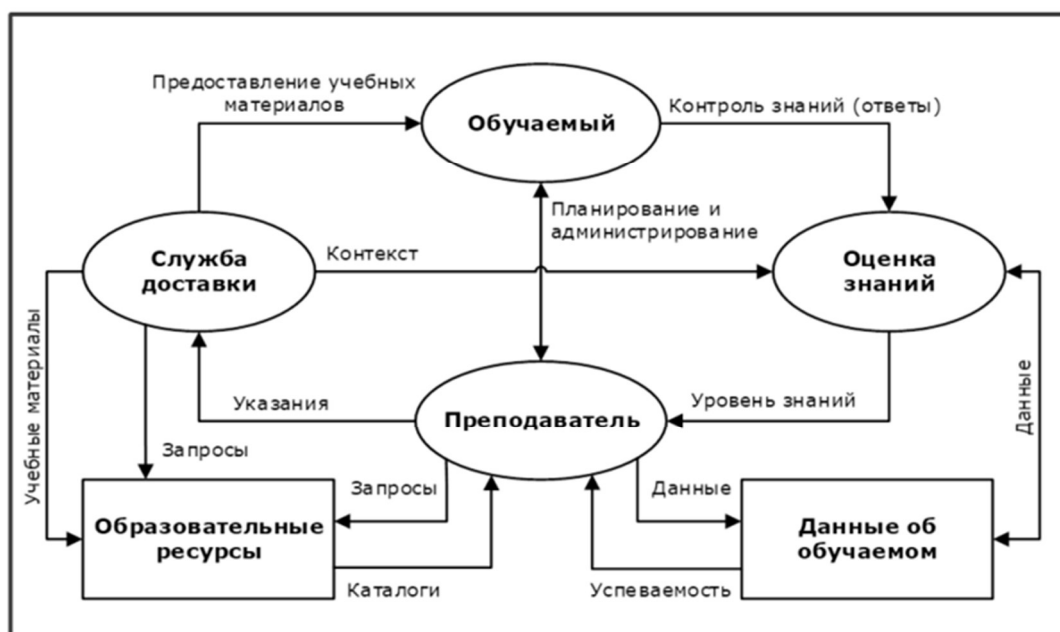 Предоставление учебных
материалов
Обучаемый
Контроль знаний (ответы)
Планирование и
администрирование
Служба
доставки
Контекст
Оценка
знаний
Учебные материалы
Указания
Преподаватель
Уровень знаний
Данные
Запросы
Запросы
Данные
Образовательные
ресурсы
Данные об
обучаемом
Каталоги
Успеваемость